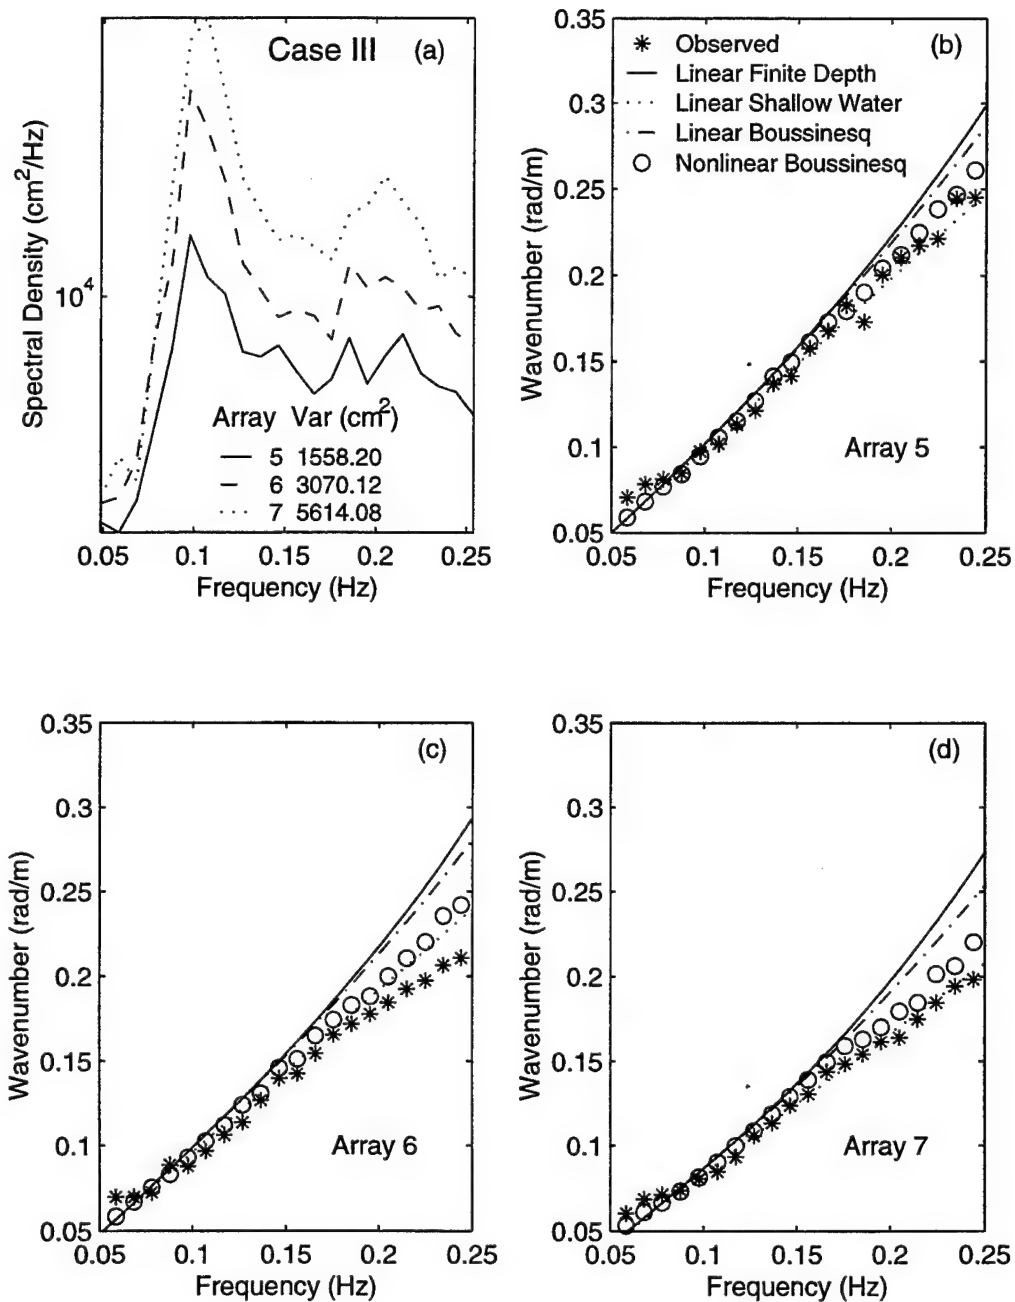 Case III (a)
Spectral Density (cm²/Hz)
10⁴
Array Var (cm²)
5 1558.20
6 3070.12
7 5614.08
0.05 0.1 0.15 0.2 0.25
Frequency (Hz)
(b)
Observed
Linear Finite Depth
Linear Shallow Water
Linear Boussinesq
Nonlinear Boussinesq
Wavenumber (rad/m)
0.35
0.3
0.25
0.2
0.15
0.1
0.05
Array 5
0.05 0.1 0.15 0.2 0.25
Frequency (Hz)
(c)
Wavenumber (rad/m)
0.35
0.3
0.25
0.2
0.15
0.1
0.05
Array 6
0.05 0.1 0.15 0.2 0.25
Frequency (Hz)
(d)
Wavenumber (rad/m)
0.35
0.3
0.25
0.2
0.15
0.1
0.05
Array 7
0.05 0.1 0.15 0.2 0.25
Frequency (Hz)